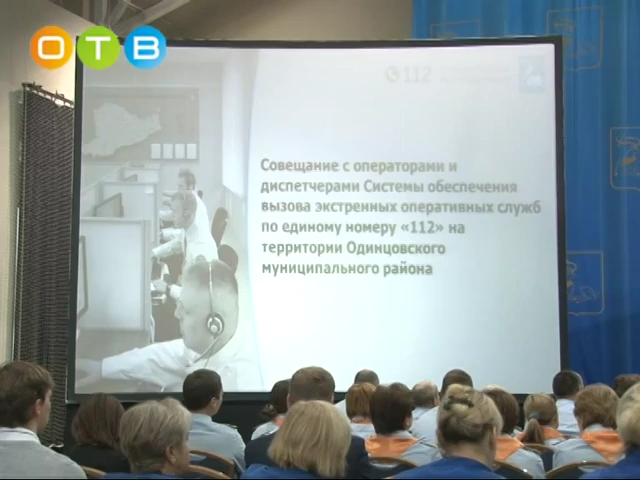 ОТВ
112
Совещание с операторами и
диспетчерами Системы обеспечения
вызова экстренных оперативных служб
по единому номеру «112» на
территории Одинцовского
муниципального района